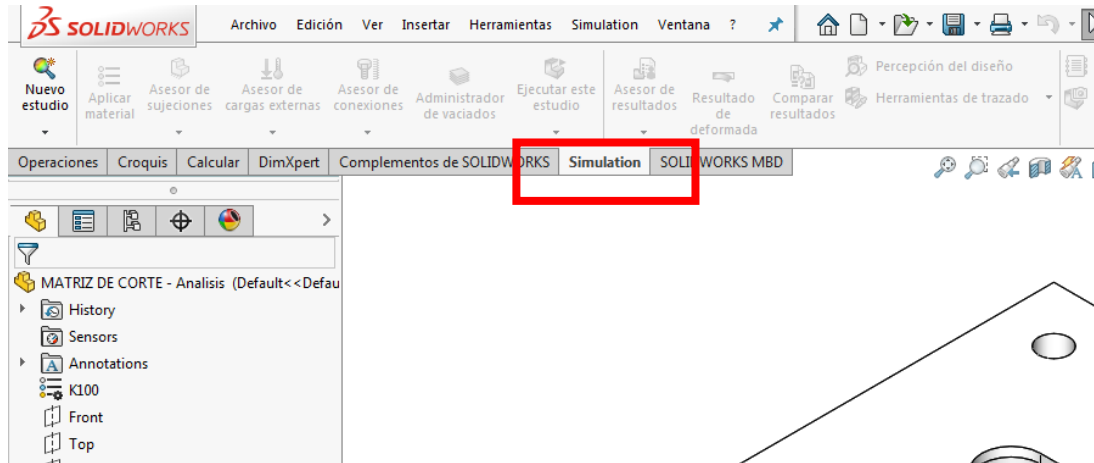 SOLIDWORKS Archivo Edición Ver Insertar Herramientas Simulation Ventana ?
Nuevo estudio
Aplicar material
Asesor de sujeciones
Asesor de cargas externas
Asesor de conexiones
Administrador de vaciados
Ejecutar este estudio
Asesor de resultados
Resultado de deformada
Comparar resultados
Percepción del diseño
Herramientas de trazado
Operaciones Croquis Calcular DimXpert Complementos de SOLIDWORKS Simulation SOLIDWORKS MBD
MATRIZ DE CORTE - Analisis (Default<<Defau
History
Sensors
A Annotations
K100
Front
Top